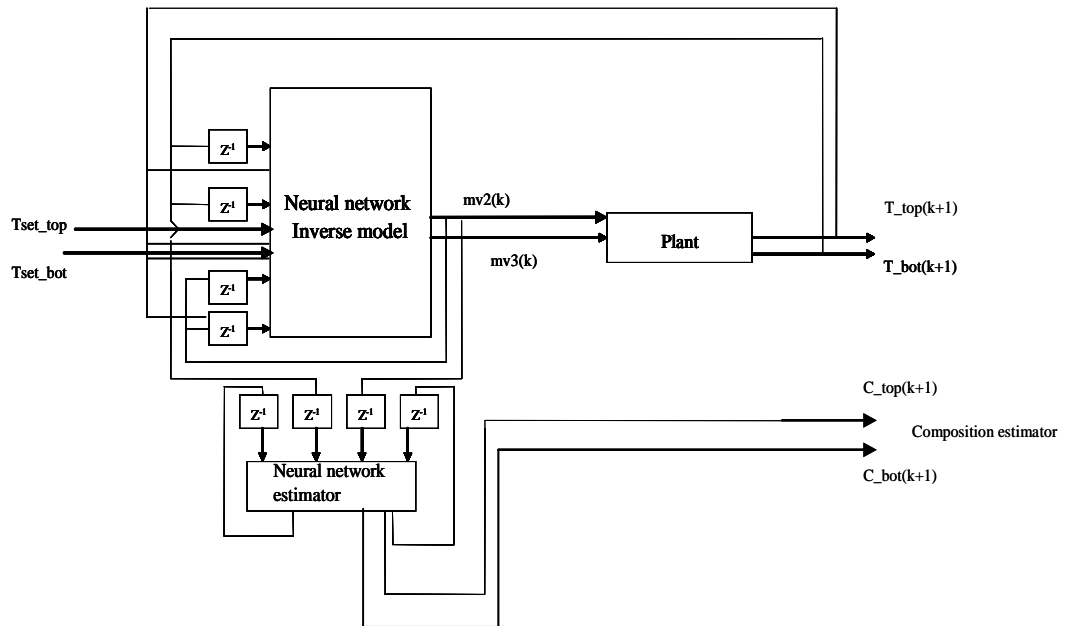 Z-1
Z-1
Neural network
Inverse model
Tset_top
Tset_bot
Z-1
Z-1
mv2(k)
mv3(k)
Plant
T_top(k+1)
T_bot(k+1)
Z-1
Z-1
Z-1
Z-1
Neural network
estimator
C_top(k+1)
Composition estimator
C_bot(k+1)